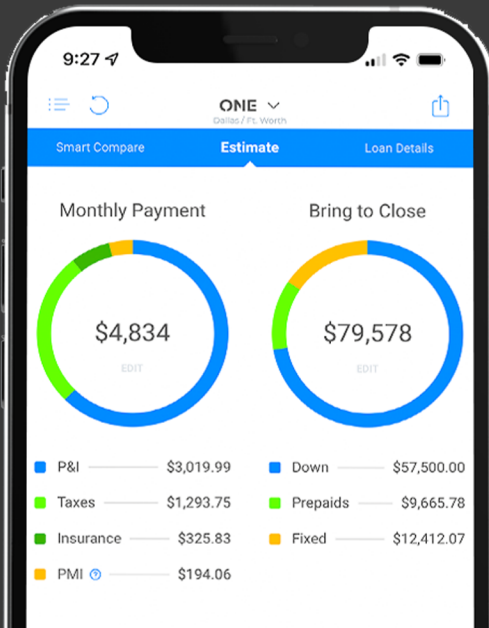 9:27
ONE
Dallas / Ft. Worth
Smart Compare Estimate Loan Details
Monthly Payment
$4,834
EDIT
P&I $3,019.99
Taxes $1,293.75
Insurance $325.83
PMI ? $194.06
Bring to Close
$79,578
EDIT
Down $57,500.00
Prepaids $9,665.78
Fixed $12,412.07